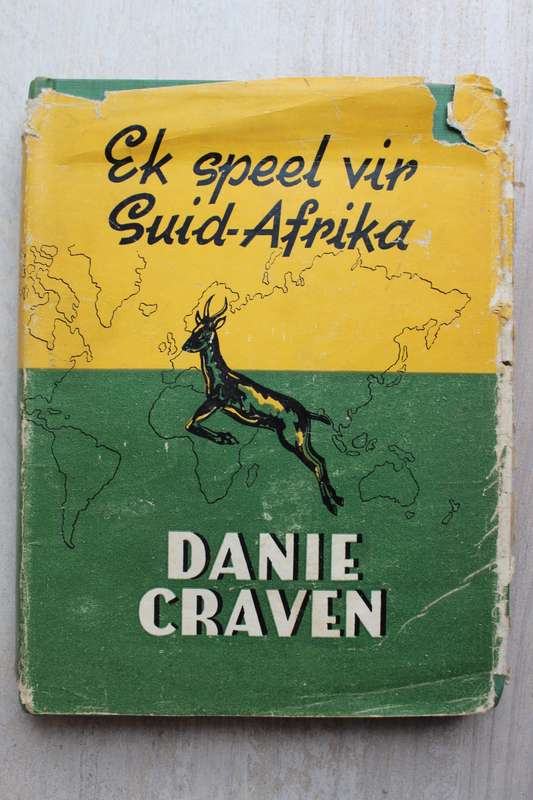 Ek speel vir
Suid-Afrika
DANIE
CRAVEN